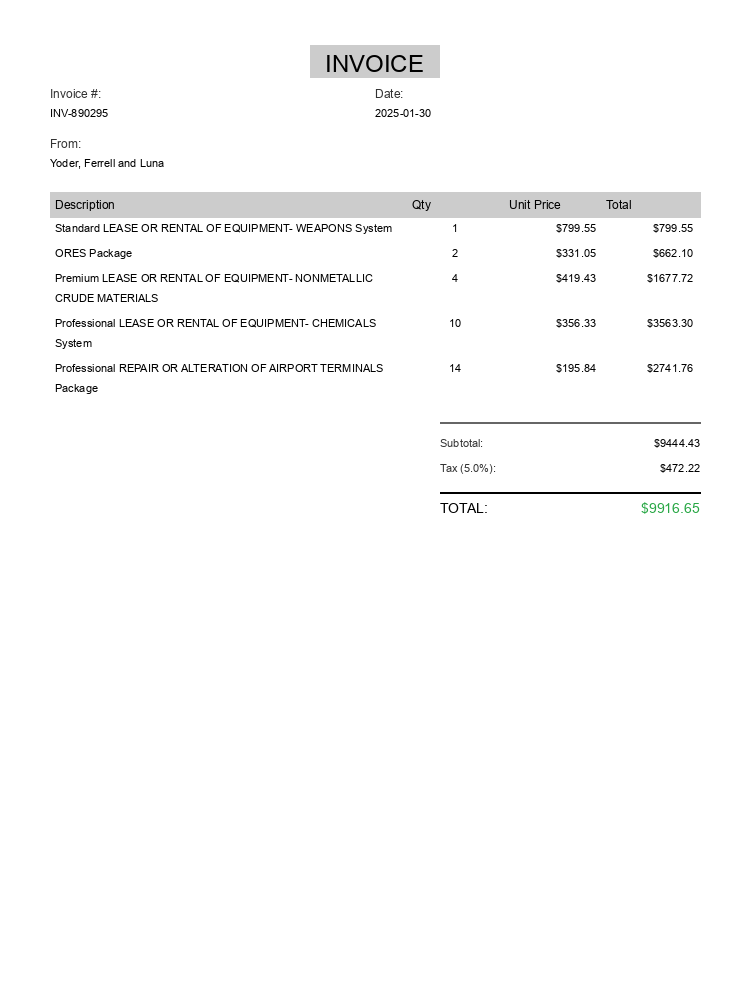 INVOICE
Invoice #: Date:
INV-890295 2025-01-30
From:
Yoder, Ferrell and Luna
Description Qty Unit Price Total
Standard LEASE OR RENTAL OF EQUIPMENT- WEAPONS System 1 $799.55 $799.55
ORES Package 2 $331.05 $662.10
Premium LEASE OR RENTAL OF EQUIPMENT- NONMETALLIC 4 $419.43 $1677.72
CRUDE MATERIALS
Professional LEASE OR RENTAL OF EQUIPMENT- CHEMICALS 10 $356.33 $3563.30
System
Professional REPAIR OR ALTERATION OF AIRPORT TERMINALS 14 $195.84 $2741.76
Package
Subtotal: $9444.43
Tax (5.0%): $472.22
TOTAL: $9916.65